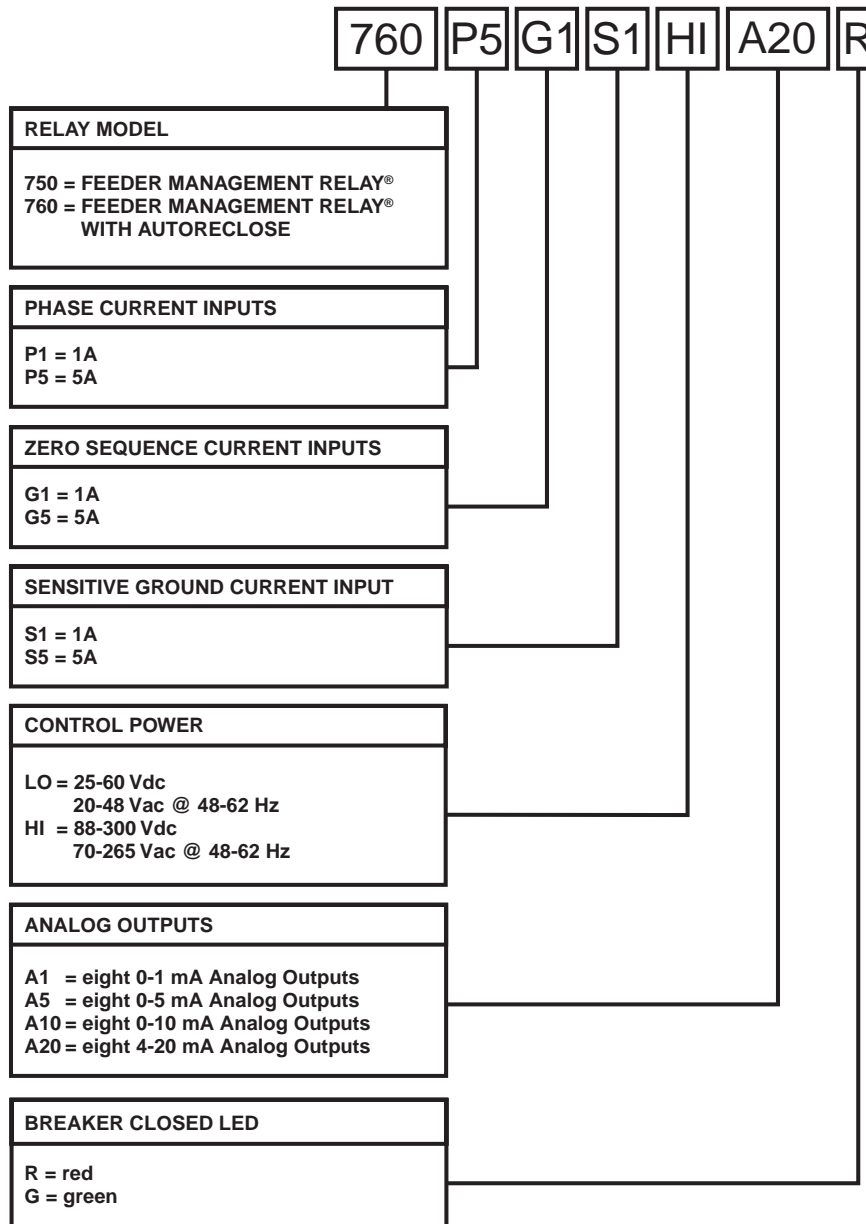 760 P5 G1 S1 HI A20 R
RELAY MODEL
750 = FEEDER MANAGEMENT RELAY®
760 = FEEDER MANAGEMENT RELAY®
WITH AUTORECLOSE
PHASE CURRENT INPUTS
P1 = 1A
P5 = 5A
ZERO SEQUENCE CURRENT INPUTS
G1 = 1A
G5 = 5A
SENSITIVE GROUND CURRENT INPUT
S1 = 1A
S5 = 5A
CONTROL POWER
LO = 25-60 Vdc
20-48 Vac @ 48-62 Hz
HI = 88-300 Vdc
70-265 Vac @ 48-62 Hz
ANALOG OUTPUTS
A1 = eight 0-1 mA Analog Outputs
A5 = eight 0-5 mA Analog Outputs
A10 = eight 0-10 mA Analog Outputs
A20 = eight 4-20 mA Analog Outputs
BREAKER CLOSED LED
R = red
G = green